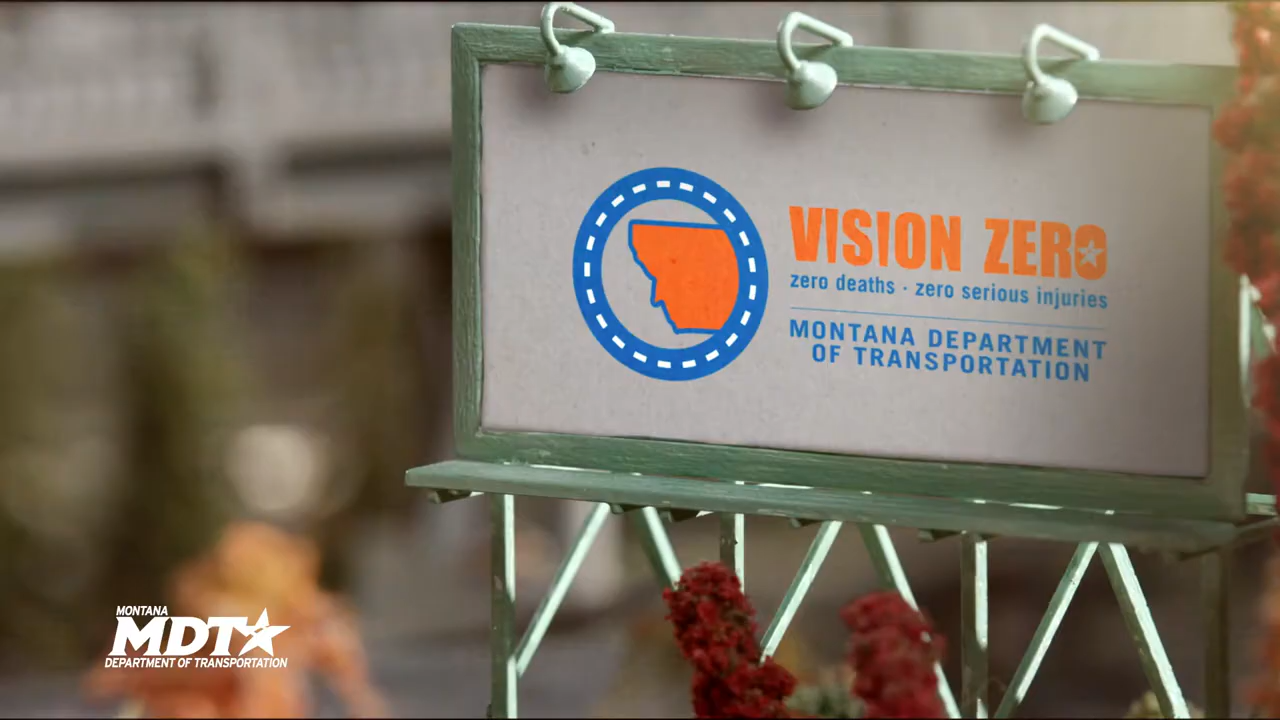 VISION ZERO
zero deaths · zero serious injuries
MONTANA DEPARTMENT
OF TRANSPORTATION
MONTANA
MDT
DEPARTMENT OF TRANSPORTATION